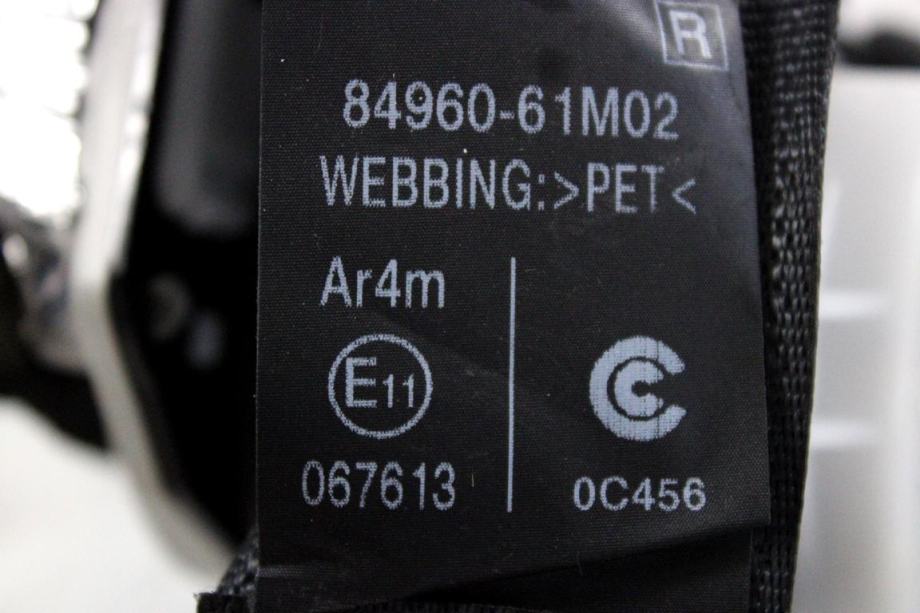 R
84960-61M02
WEBBING:>PET<
Ar4m
E11
067613
0C456